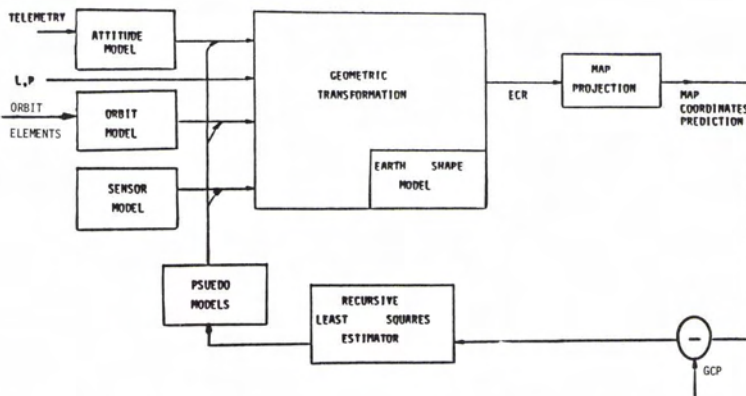 TELEMETRY
ATTITUDE
MODEL
L,P
ORBIT
ELEMENTS
ORBIT
MODEL
SENSOR
MODEL
GEOMETRIC
TRANSFORMATION
EARTH SHAPE
MODEL
ECR
MAP
PROJECTION
MAP
COORDINATES
PREDICTION
PSUEDO
MODELS
RECURSIVE
LEAST SQUARES
ESTIMATOR
-
GCP